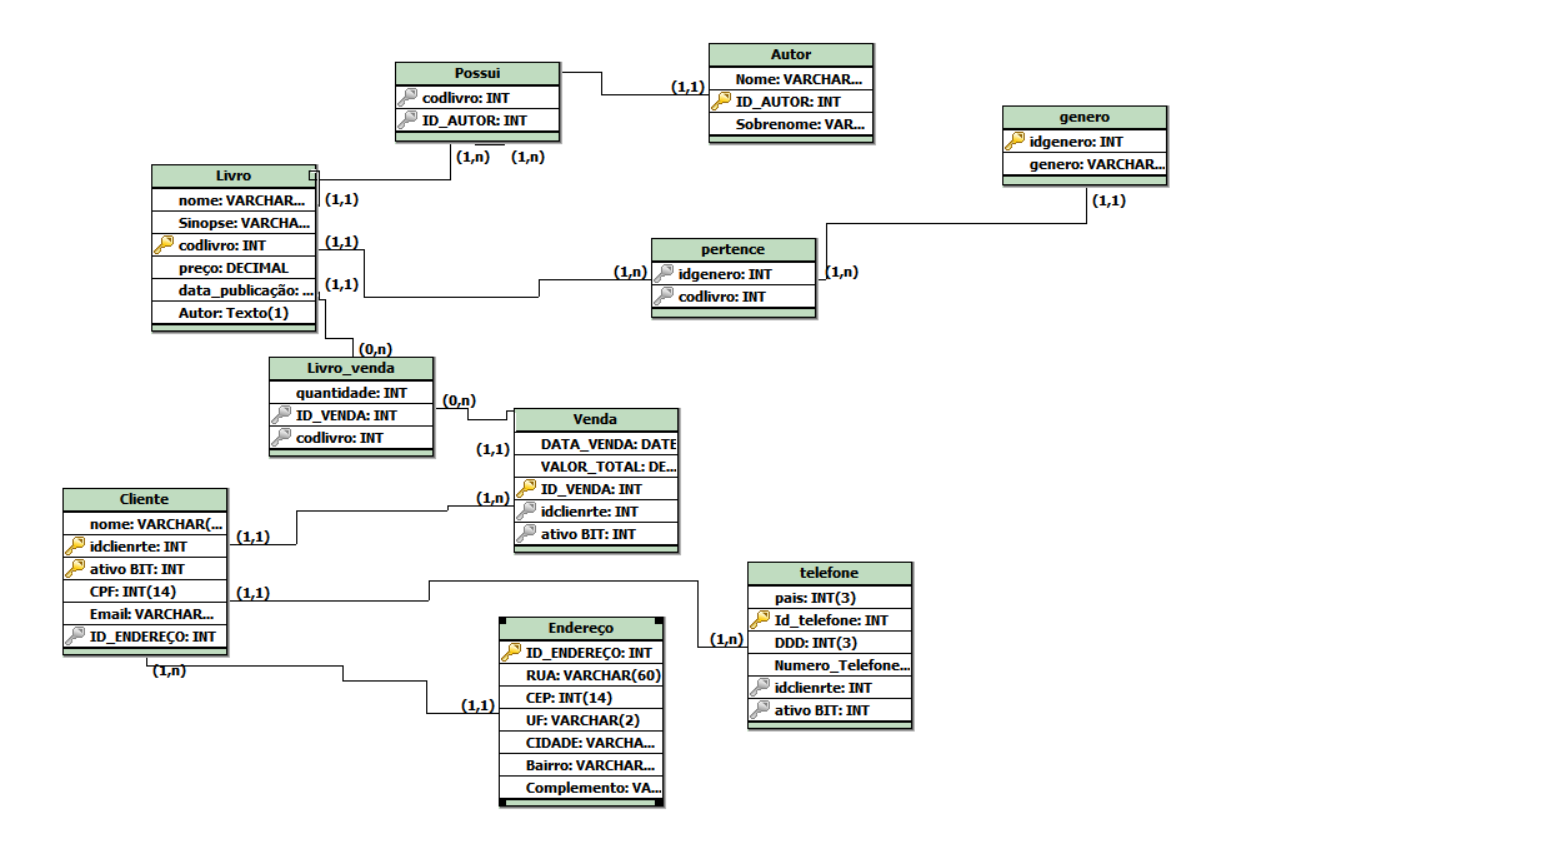 Autor
Nome: VARCHAR...
ID_AUTOR: INT
Sobrenome: VAR...
(1,1)
Possui
codlivro: INT
ID_AUTOR: INT
(1,n)
(1,n)
genero
idgenero: INT
genero: VARCHAR...
(1,1)
Livro
nome: VARCHAR...
Sinopse: VARCHA...
codlivro: INT
preço: DECIMAL
data_publicação: ...
Autor: Texto(1)
(1,1)
(1,1)
(1,1)
pertence
idgenero: INT
codlivro: INT
(1,n)
(1,n)
(0,n)
Livro_venda
quantidade: INT
ID_VENDA: INT
codlivro: INT
(0,n)
Venda
DATA_VENDA: DATE
VALOR_TOTAL: DE...
ID_VENDA: INT
idclienrte: INT
ativo BIT: INT
(1,1)
(1,n)
Cliente
nome: VARCHAR(...
idclienrte: INT
ativo BIT: INT
CPF: INT(14)
Email: VARCHAR...
ID_ENDEREÇO: INT
(1,1)
(1,1)
(1,n)
telefone
pais: INT(3)
Id_telefone: INT
DDD: INT(3)
Numero_Telefone...
idclienrte: INT
ativo BIT: INT
(1,n)
Endereço
ID_ENDEREÇO: INT
RUA: VARCHAR(60)
CEP: INT(14)
UF: VARCHAR(2)
CIDADE: VARCHA...
Bairro: VARCHAR...
Complemento: VA...
(1,1)